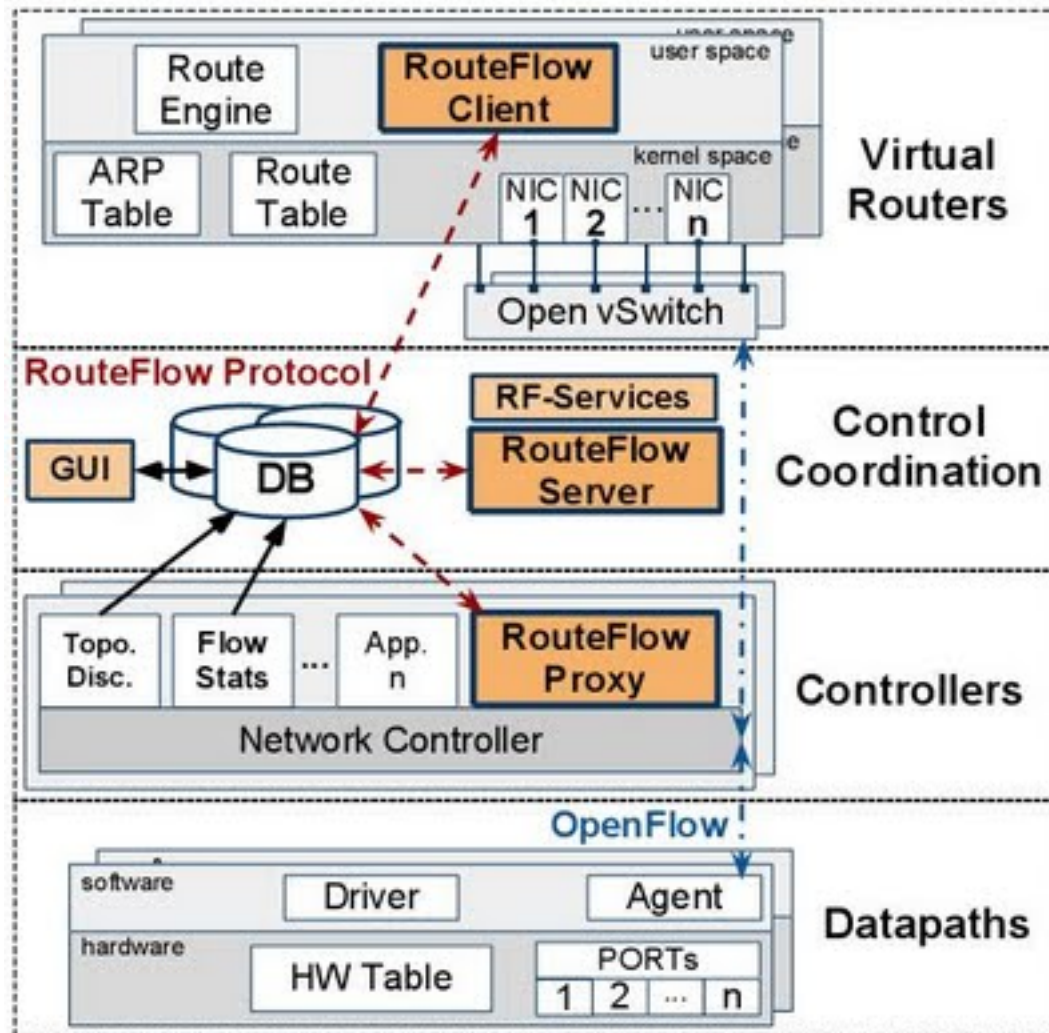 user space
user space
Route
Engine
RouteFlow
Client
kernel space
ARP
Table
Route
Table
NIC
1
NIC
2
...
NIC
n
Virtual
Routers
Open vSwitch
RouteFlow Protocol
GUI
DB
RF-Services
RouteFlow
Server
Control
Coordination
Topo.
Disc.
Flow
Stats
...
App.
n
RouteFlow
Proxy
Network Controller
Controllers
OpenFlow
software
Driver
Agent
hardware
HW Table
PORTs
1 2 ... n
Datapaths